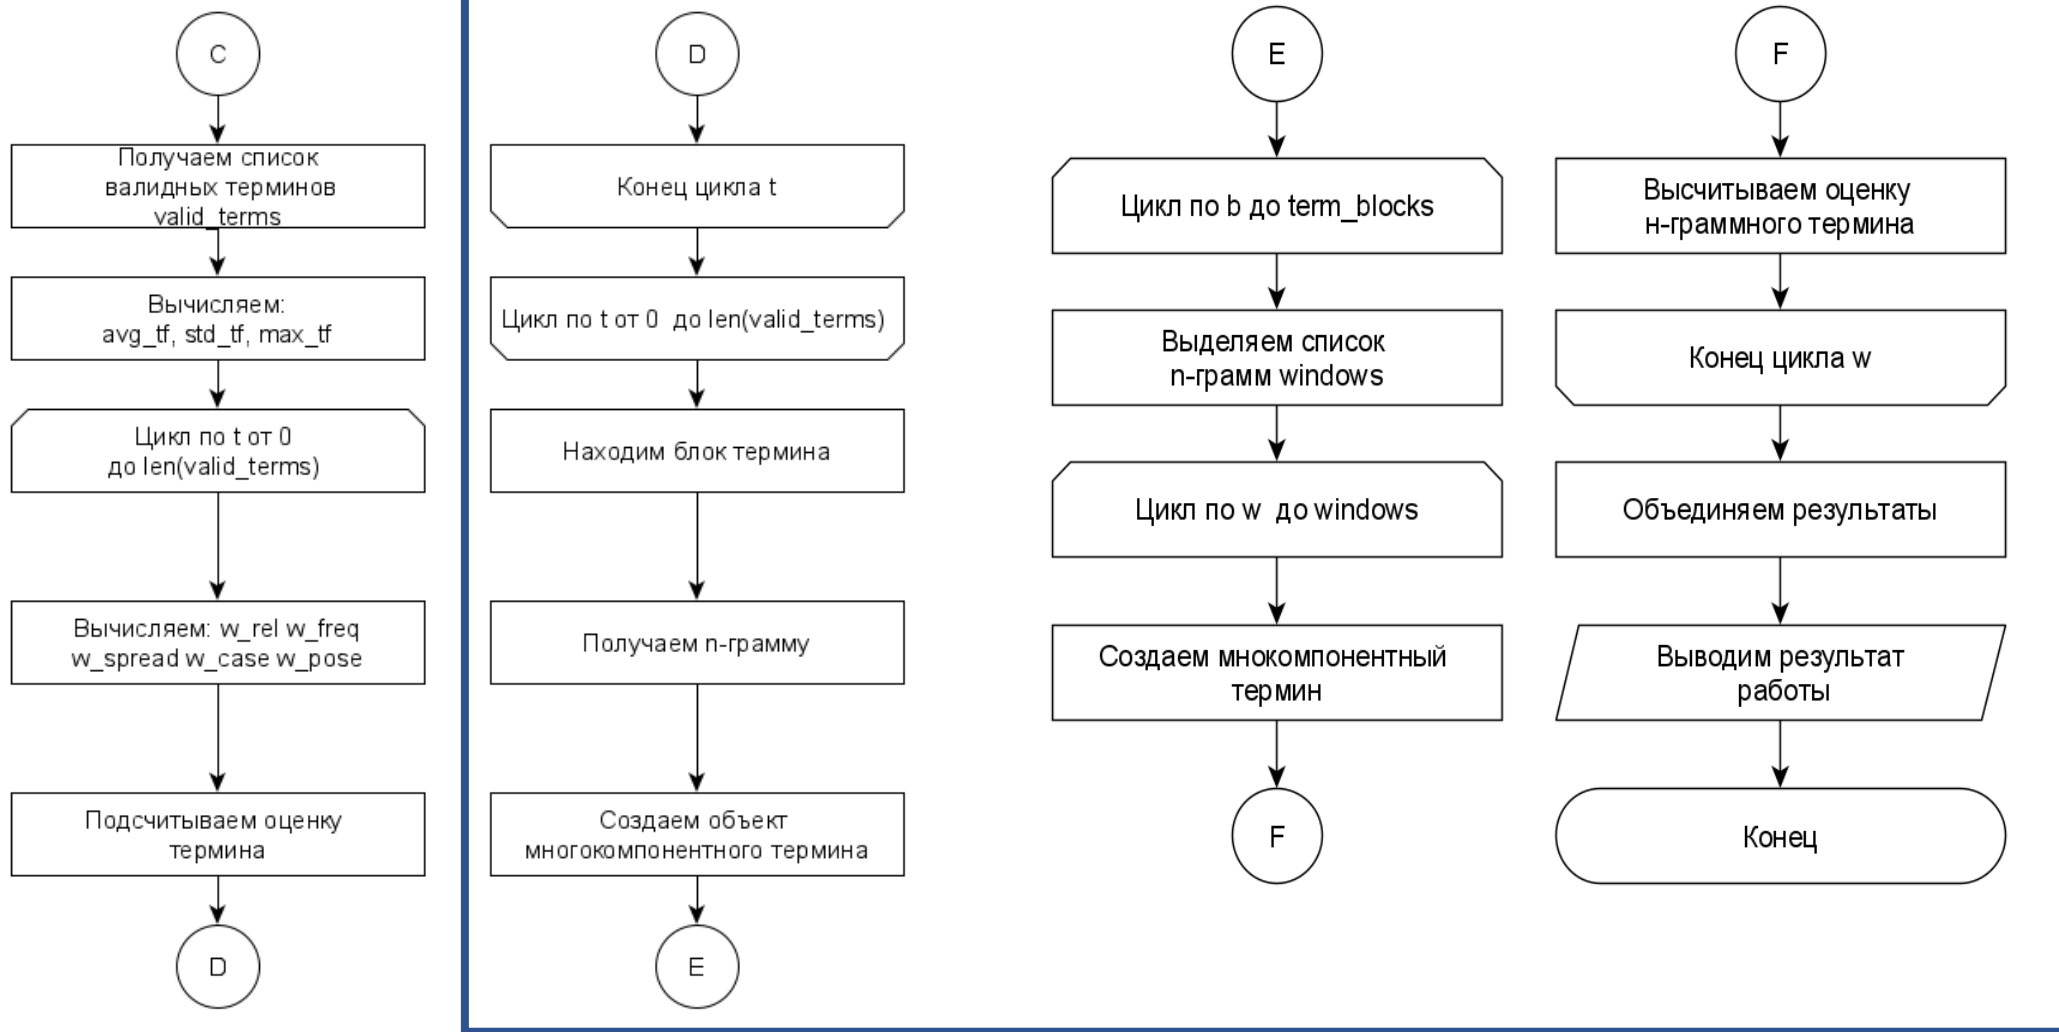 C
Получаем список
валидных терминов
valid_terms
Вычисляем:
avg_tf, std_tf, max_tf
Цикл по t от 0
до len(valid_terms)
Вычисляем: w_rel w_freq
w_spread w_case w_pose
Подсчитываем оценку
термина
D
D
Конец цикла t
Цикл по t от 0 до len(valid_terms)
Находим блок термина
Получаем n-грамму
Создаем объект
многокомпонентного термина
E
E
Цикл по b до term_blocks
Выделяем список
n-грамм windows
Цикл по w до windows
Создаем мнокомпонентный
термин
F
F
Высчитываем оценку
н-граммного термина
Конец цикла w
Объединяем результаты
Выводим результат
работы
Конец